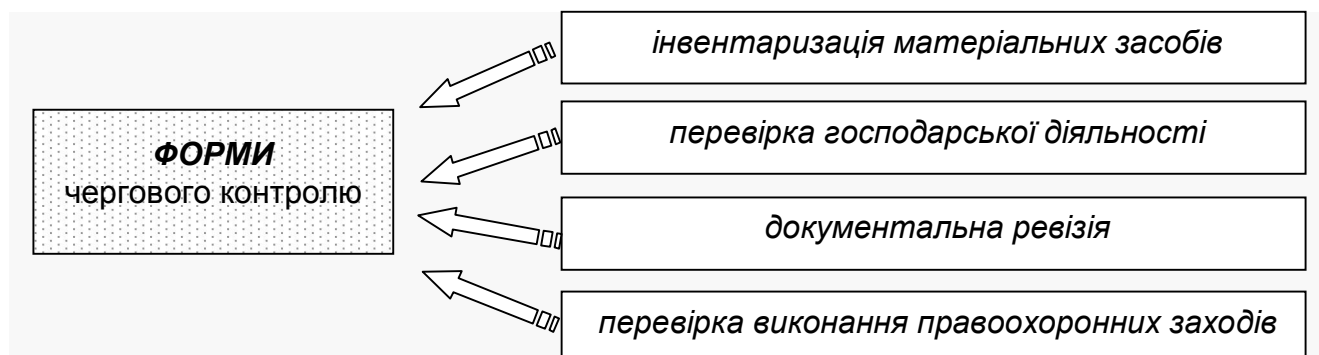 ФОРМИ
чергового контролю
інвентаризація матеріальних засобів
перевірка господарської діяльності
документальна ревізія
перевірка виконання правоохоронних заходів